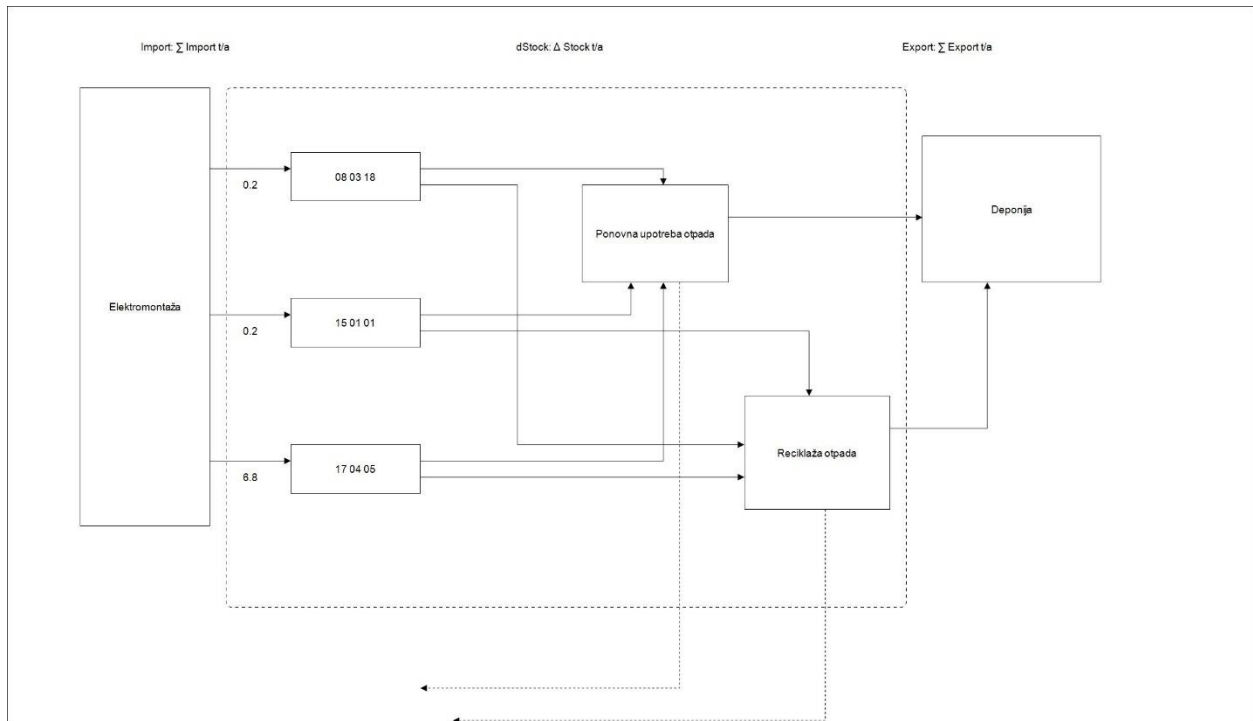 Import: ∑ Import t/a
dStock: Δ Stock t/a
Export: ∑ Export t/a
Elektromontaža
0.2
08 03 18
Ponovna upotreba otpada
Deponija
0.2
15 01 01
6.8
17 04 05
Reciklaža otpada